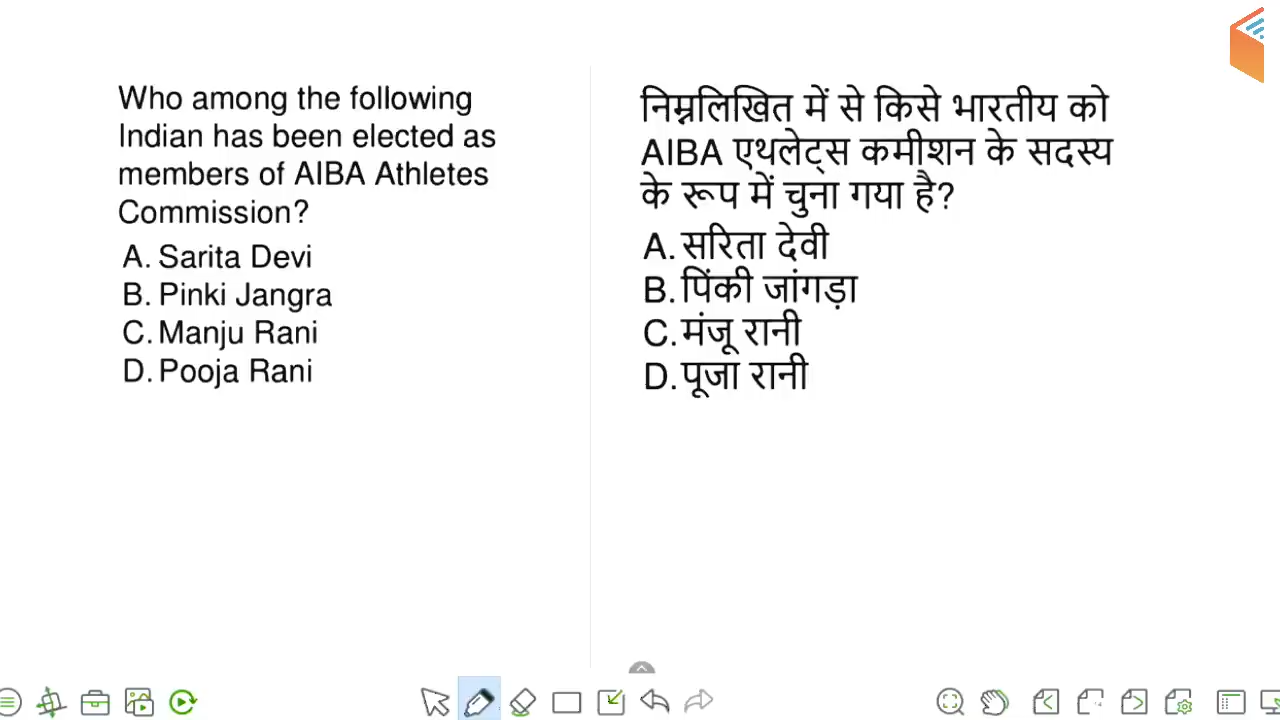 Who among the following
Indian has been elected as
members of AIBA Athletes
Commission?
A. Sarita Devi
B. Pinki Jangra
C. Manju Rani
D. Pooja Rani
निम्नलिखित में से किसे भारतीय को
AIBA एथलेट्स कमीशन के सदस्य
के रूप में चुना गया है?
A. सरिता देवी
B. पिंकी जांगड़ा
C. मंजू रानी
D. पूजा रानी